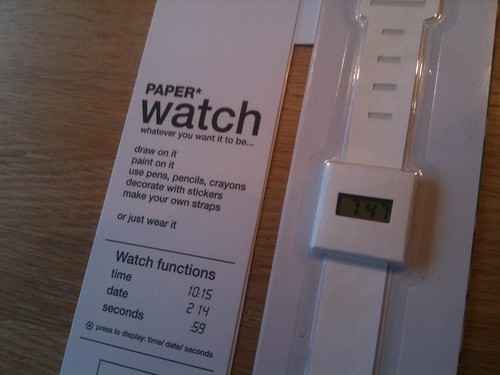 PAPER*
watch
whatever you want it to be...
draw on it
paint on it
use pens, pencils, crayons
decorate with stickers
make your own straps
or just wear it
Watch functions
time 10:15
date 2 14
seconds :59
press to display: time/ date/ seconds
7:47